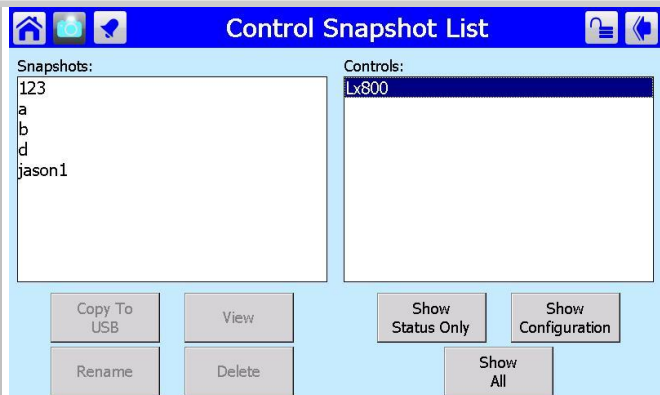 Control Snapshot List
Snapshots:
123
a
b
d
jason1
Controls:
Lx800
Copy To
USB
View
Rename
Delete
Show
Status Only
Show
Configuration
Show
All